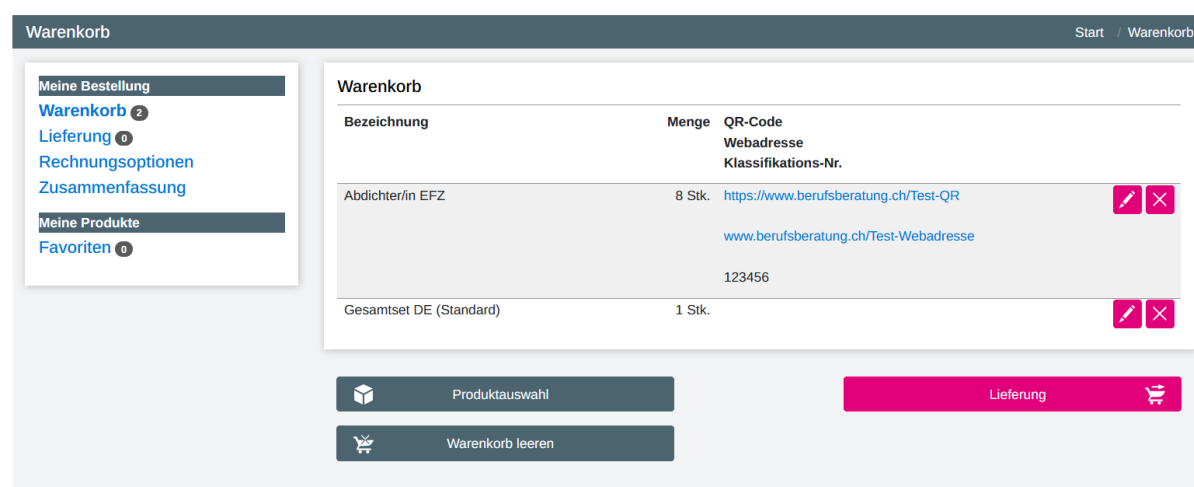 Warenkorb
Start / Warenkorb
Meine Bestellung
Warenkorb 2
Lieferung 0
Rechnungsoptionen
Zusammenfassung
Meine Produkte
Favoriten 0
Warenkorb
Bezeichnung Menge QR-Code
Webadresse
Klassifikations-Nr.
Abdichter/in EFZ 8 Stk. https://www.berufsberatung.ch/Test-QR
www.berufsberatung.ch/Test-Webadresse
123456
Gesamtset DE (Standard) 1 Stk.
Produktauswahl
Lieferung
Warenkorb leeren